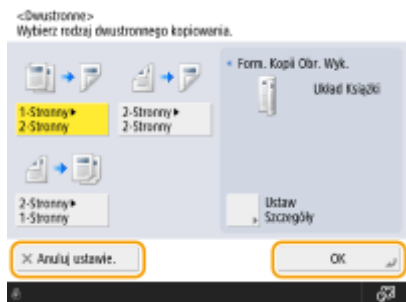 <Dwustronne>
Wybierz rodzaj dwustronnego kopiowania.
Form. Kopii Obr. Wyk.
Układ Książki
1-Stronny▸
2-Stronny
2-Stronny▸
2-Stronny
2-Stronny▸
1-Stronny
Ustaw
Szczegóły
× Anuluj ustawie.
OK